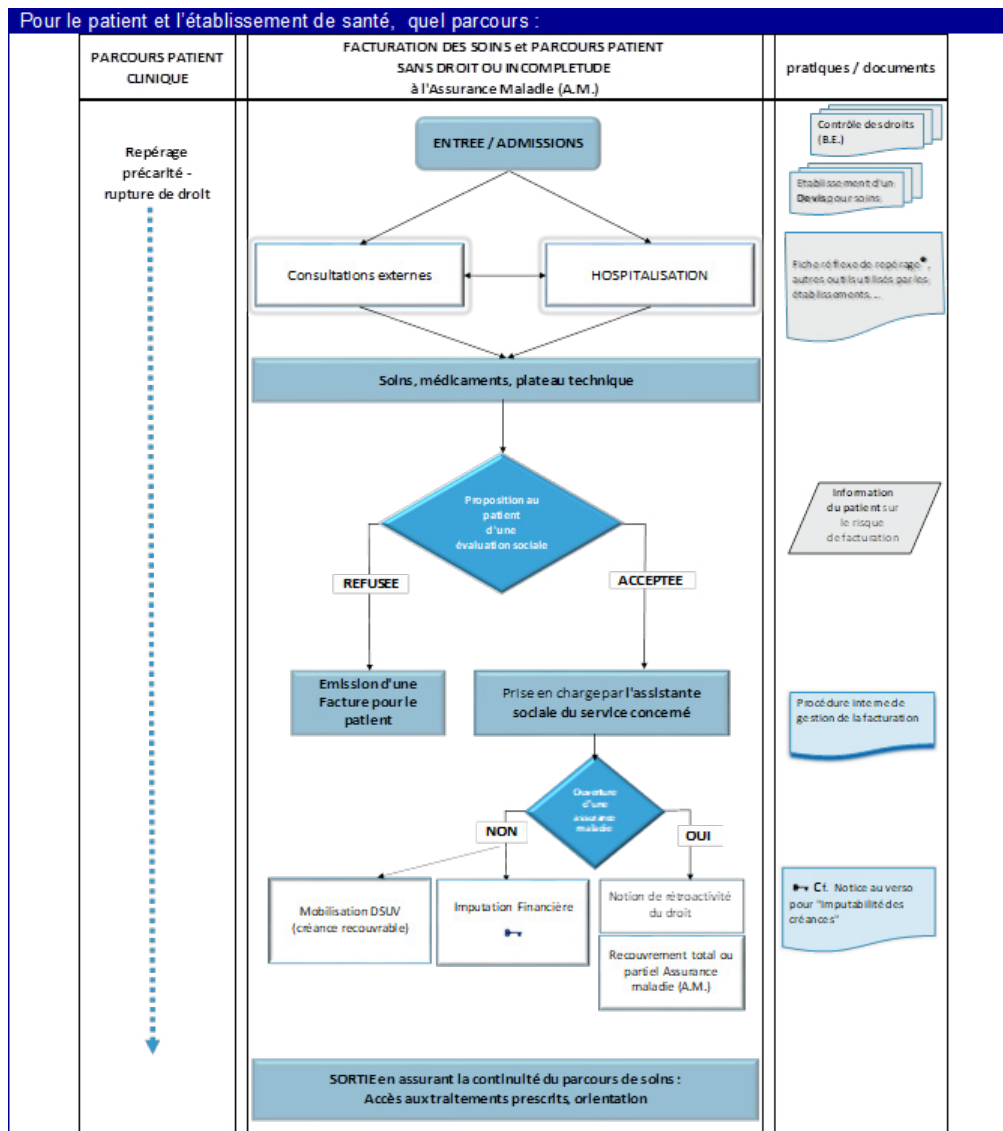 Pour le patient et l'établissement de santé, quel parcours :
PARCOURS PATIENT
CLINIQUE
FACTURATION DES SOINS et PARCOURS PATIENT
SANS DROIT OU INCOMPLETUDE
à l'Assurance Maladie (A.M.)
pratiques / documents
Repérage
précarité -
rupture de droit
ENTREE / ADMISSIONS
Contrôle des droits
(B.E.)
Etablissement d'un
Devis pour soins
Consultations externes
HOSPITALISATION
Fiche réflexe de repérage*,
autres outils utilisés par les
établissements, ...
Soins, médicaments, plateau technique
Proposition au
patient
d'une
évaluation sociale
Information
du patient sur
le risque
de facturation
REFUSEE
ACCEPTEE
Emission d'une
Facture pour le
patient
Prise en charge par l'assistante
sociale du service concerné
Procédure interne de
gestion de la facturation
Ouverture
d'une
assurance
maladie
NON
OUI
Mobilisation DSUV
(créance recouvrable)
Imputation Financière
Notion de rétroactivité
du droit
Recouvrement total ou
partiel Assurance
maladie (A.M.)
Cf. Notice au verso
pour "Imputabilité des
créances"
SORTIE en assurant la continuité du parcours de soins :
Accès aux traitements prescrits, orientation